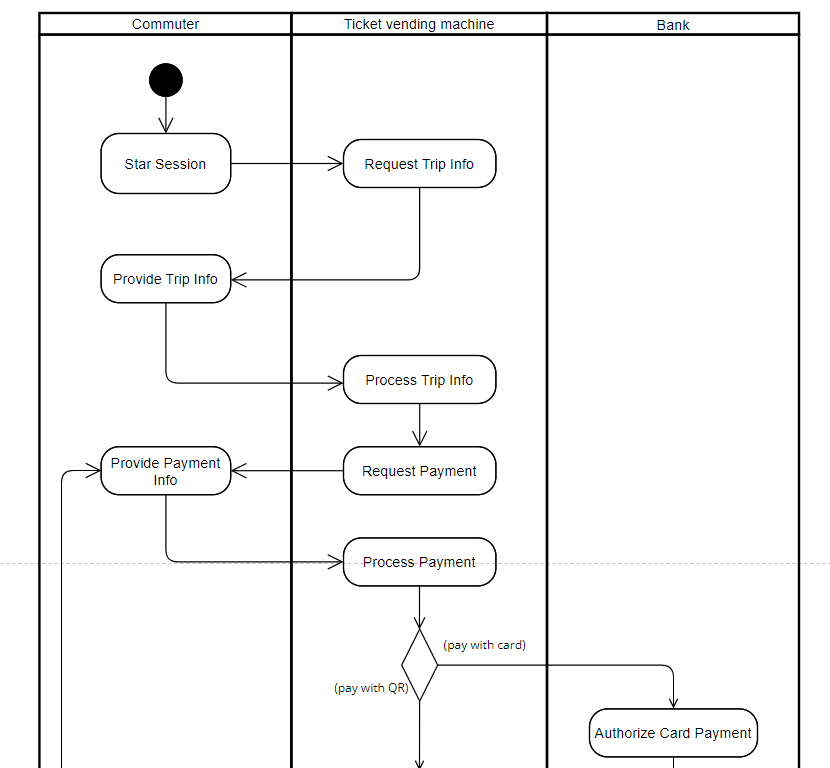 Commuter
Ticket vending machine
Bank
Star Session
Request Trip Info
Provide Trip Info
Process Trip Info
Provide Payment
Info
Request Payment
Process Payment
(pay with card)
(pay with QR)
Authorize Card Payment